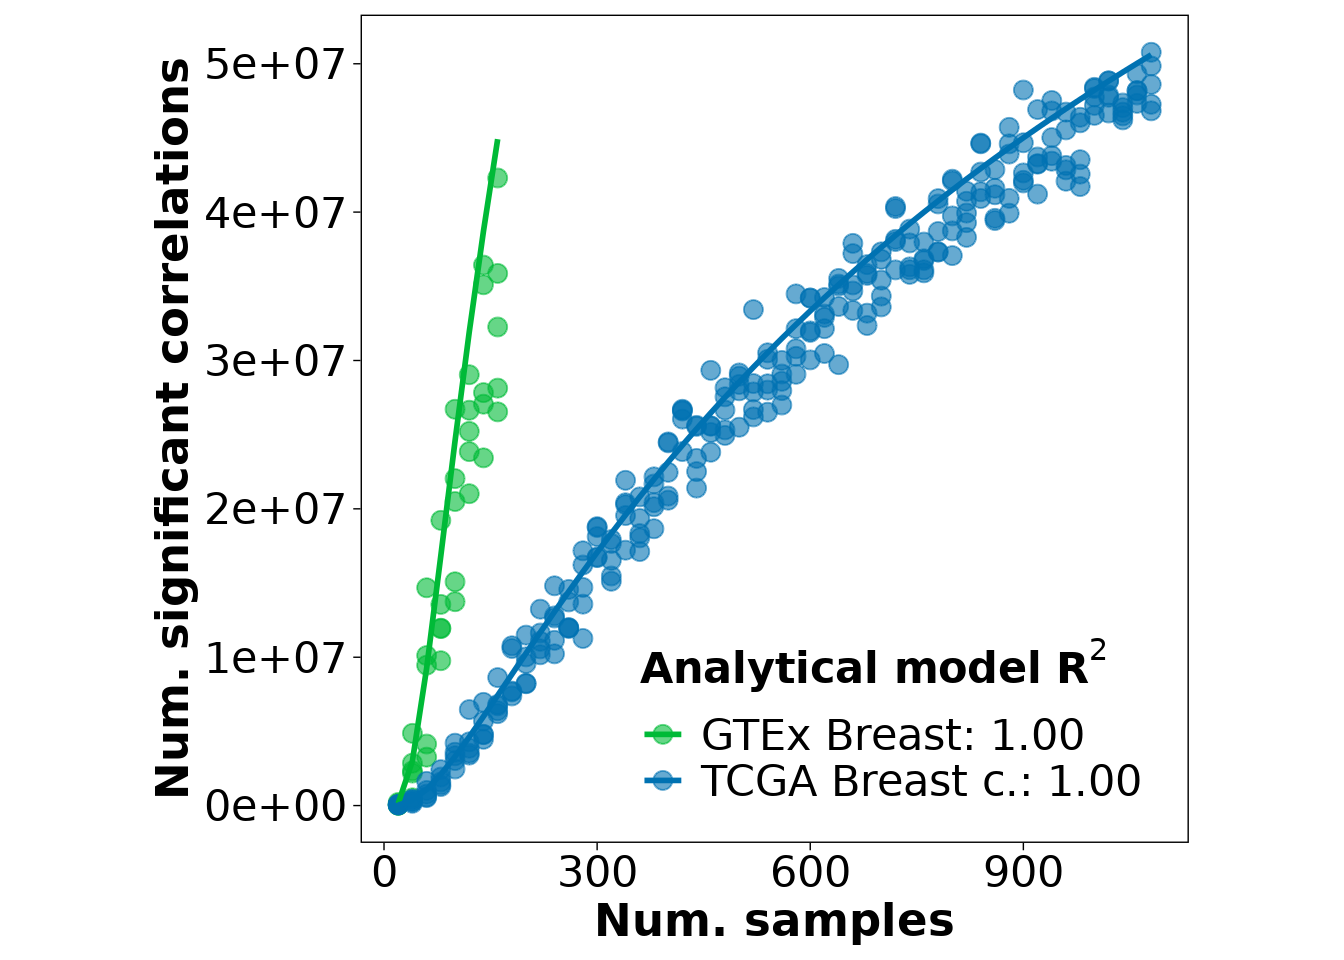 Num. significant correlations
5e+07
4e+07
3e+07
2e+07
1e+07
0e+00
Analytical model R²
GTEx Breast: 1.00
TCGA Breast c.: 1.00
0 300 600 900
Num. samples